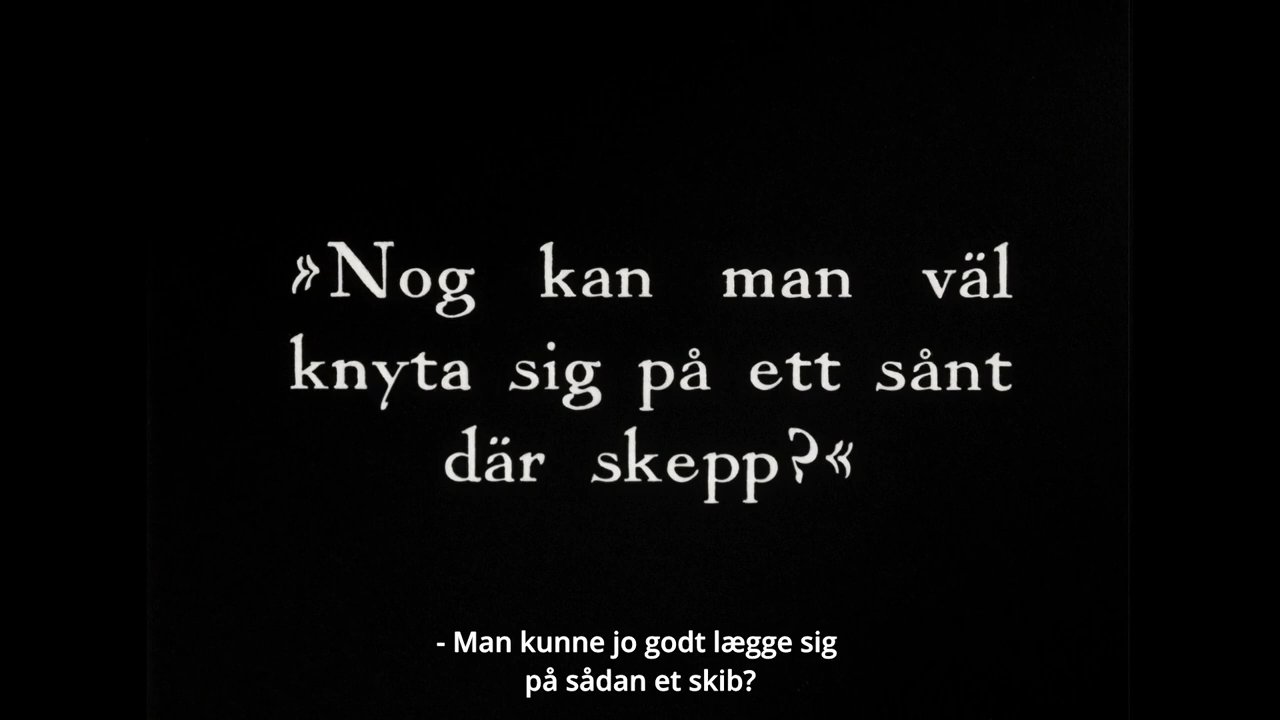 »Nog kan man väl
knyta sig på ett sånt
där skepp?«
- Man kunne jo godt lægge sig
på sådan et skib?